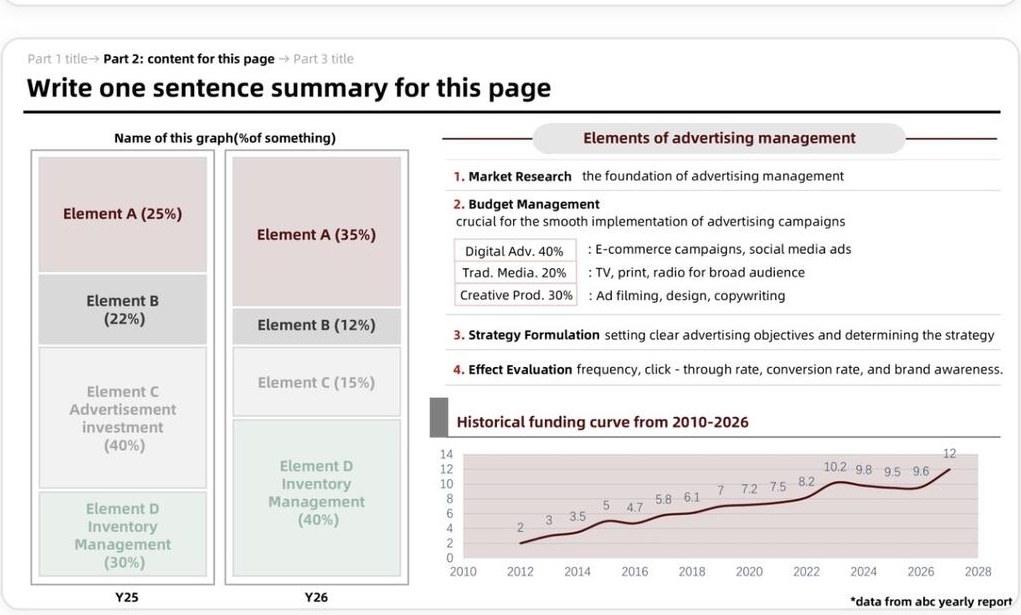 Part 1 title→ Part 2: content for this page → Part 3 title
Write one sentence summary for this page
Name of this graph(%of something)
Element A (25%)
Element B
(22%)
Element C
Advertisement
investment
(40%)
Element D
Inventory
Management
(30%)
Y25
Element A (35%)
Element B (12%)
Element C (15%)
Element D
Inventory
Management
(40%)
Y26
Elements of advertising management
1. Market Research the foundation of advertising management
2. Budget Management
crucial for the smooth implementation of advertising campaigns
Digital Adv. 40% : E-commerce campaigns, social media ads
Trad. Media. 20% : TV, print, radio for broad audience
Creative Prod. 30% : Ad filming, design, copywriting
3. Strategy Formulation setting clear advertising objectives and determining the strategy
4. Effect Evaluation frequency, click - through rate, conversion rate, and brand awareness.
Historical funding curve from 2010-2026
14
12
10
8
6
4
2
0
2 3 3.5 5 4.7 5.8 6.1 7 7.2 7.5 8.2 10.2 9.8 9.5 9.6 12
2010 2012 2014 2016 2018 2020 2022 2024 2026 2028
*data from abc yearly report